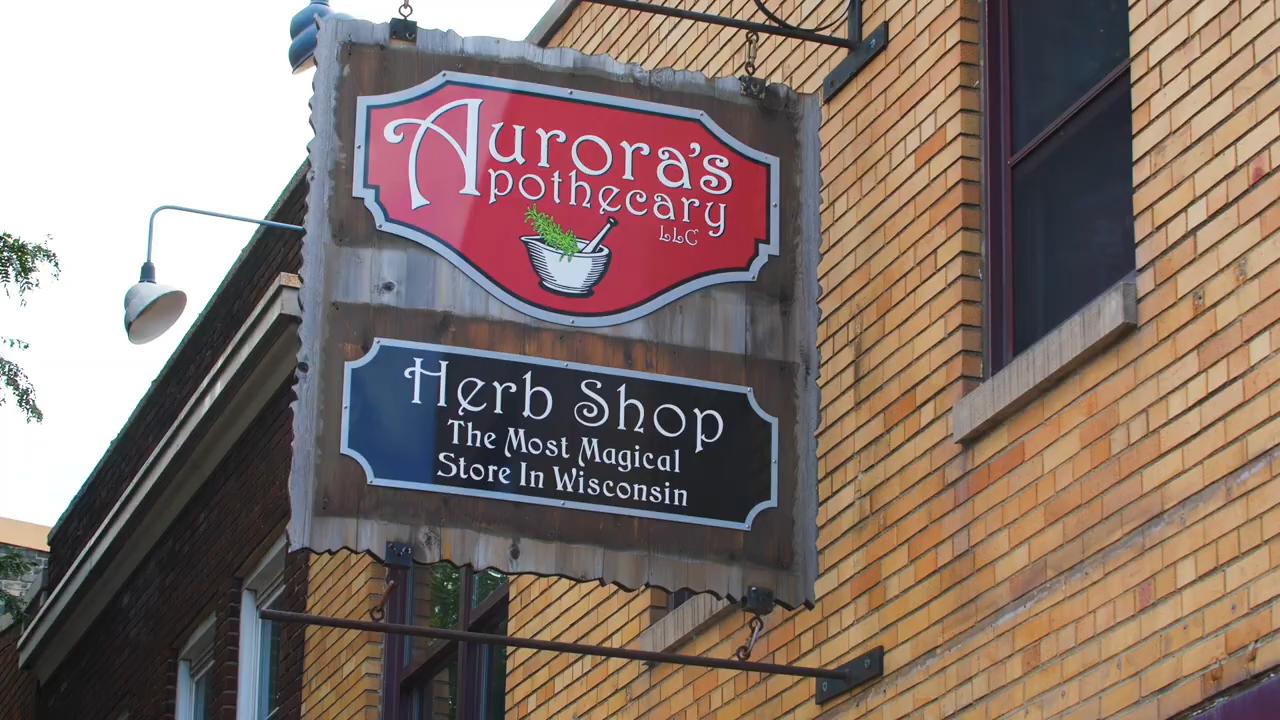 Aurora's
Apothecary
LLC
Herb Shop
The Most Magical
Store In Wisconsin